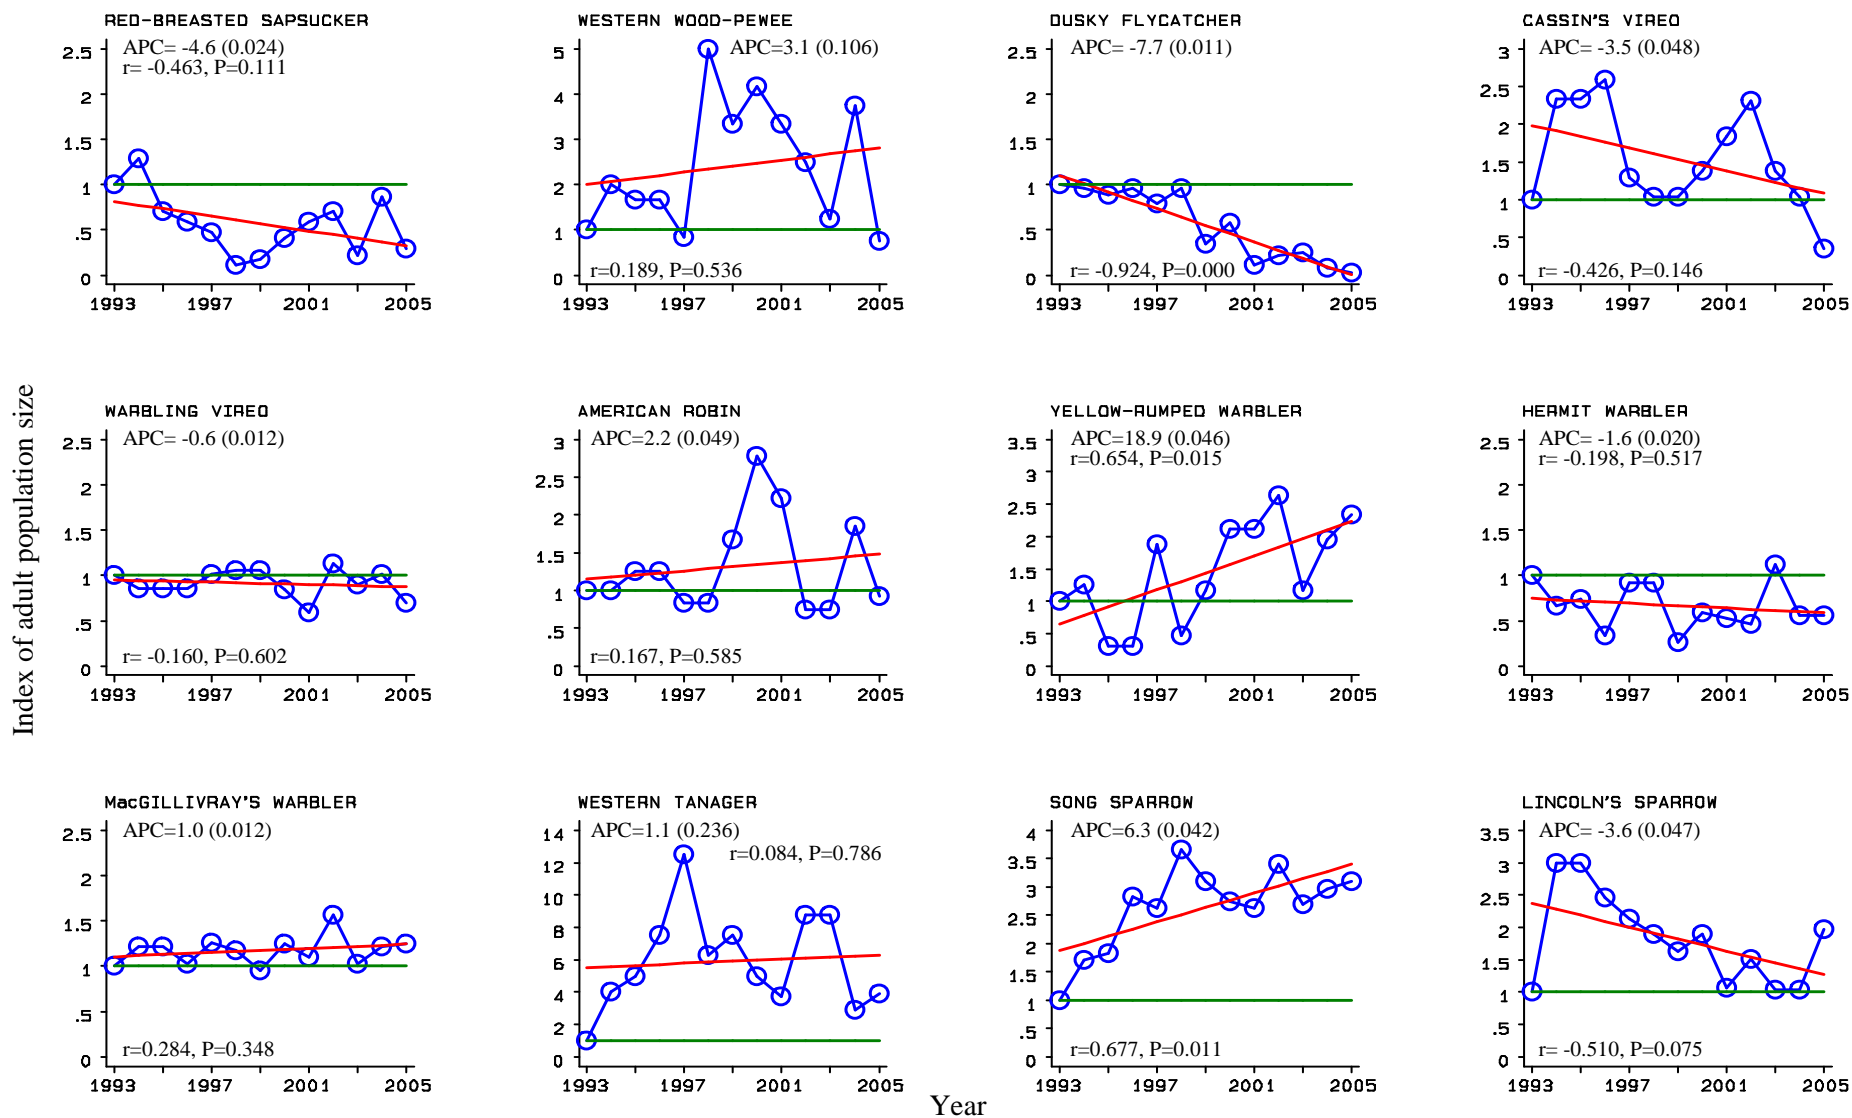 RED-BREASTED SAPSUCKER
APC= -4.6 (0.024)
r= -0.463, P=0.111
2.5
2
1.5
1
.5
0
1993 1997 2001 2005
WESTERN WOOD-PEWEE
APC=3.1 (0.106)
5
4
3
2
1
0
r=0.189, P=0.536
1993 1997 2001 2005
DUSKY FLYCATCHER
APC= -7.7 (0.011)
2.5
2
1.5
1
.5
0
r= -0.924, P=0.000
1993 1997 2001 2005
CASSIN'S VIREO
APC= -3.5 (0.048)
3
2.5
2
1.5
1
.5
0
r= -0.426, P=0.146
1993 1997 2001 2005
Index of adult population size
WARBLING VIREO
APC= -0.6 (0.012)
2.5
2
1.5
1
.5
0
r= -0.160, P=0.602
1993 1997 2001 2005
AMERICAN ROBIN
APC=2.2 (0.049)
3
2.5
2
1.5
1
.5
0
r=0.167, P=0.585
1993 1997 2001 2005
YELLOW-RUMPED WARBLER
APC=18.9 (0.046)
r=0.654, P=0.015
3.5
3
2.5
2
1.5
1
.5
0
1993 1997 2001 2005
HERMIT WARBLER
APC= -1.6 (0.020)
r= -0.198, P=0.517
2.5
2
1.5
1
.5
0
1993 1997 2001 2005
MacGILLIVRAY'S WARBLER
APC=1.0 (0.012)
2.5
2
1.5
1
.5
0
r=0.284, P=0.348
1993 1997 2001 2005
WESTERN TANAGER
APC=1.1 (0.236)
r=0.084, P=0.786
14
12
10
8
6
4
2
0
1993 1997 2001 2005
SONG SPARROW
APC=6.3 (0.042)
4
3.5
3
2.5
2
1.5
1
.5
0
r=0.677, P=0.011
1993 1997 2001 2005
LINCOLN'S SPARROW
APC= -3.6 (0.047)
3.5
3
2.5
2
1.5
1
.5
0
r= -0.510, P=0.075
1993 1997 2001 2005
Year